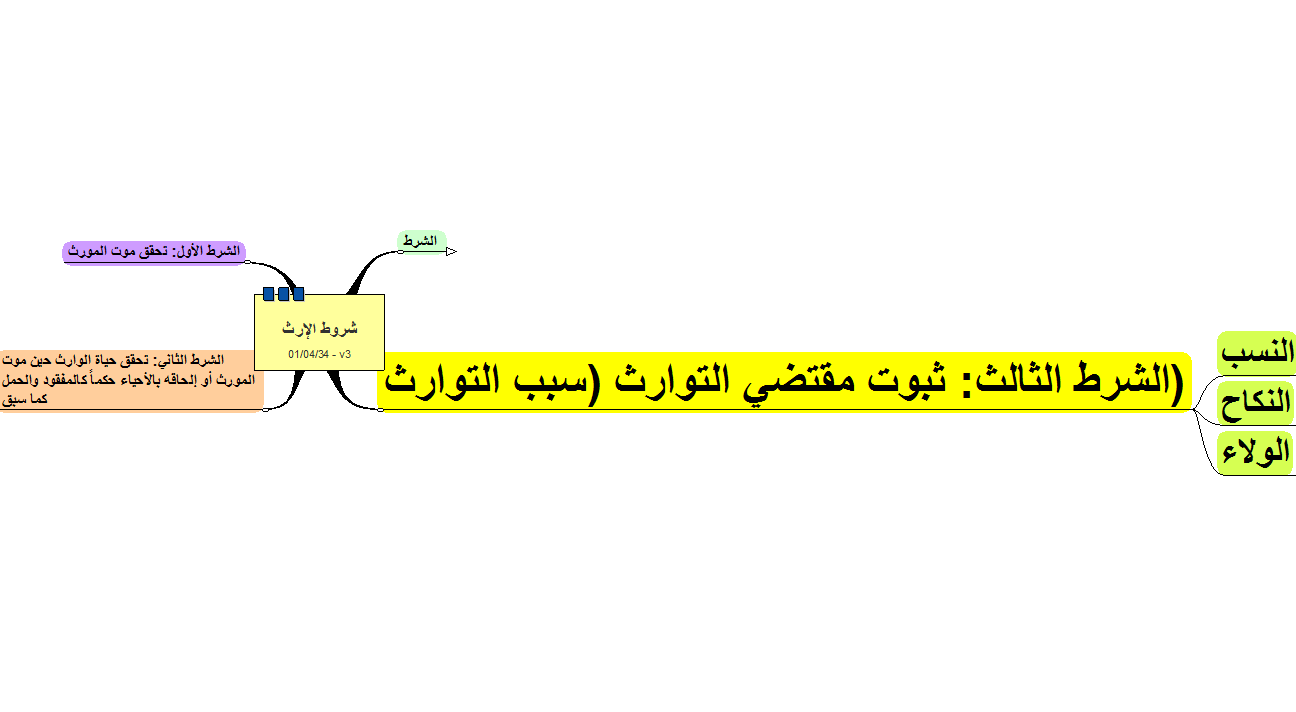 شروط الإرث
01/04/34 - v3
الشرط
الشرط الأول: تحقق موت المورث
الشرط الثاني: تحقق حياة الوارث حين موت
المورث أو إلحاقه بالأحياء حكماً كالمفقود والحمل
كما سبق
الشرط الثالث: ثبوت مقتضي التوارث (سبب التوارث)
النسب
النكاح
الولاء